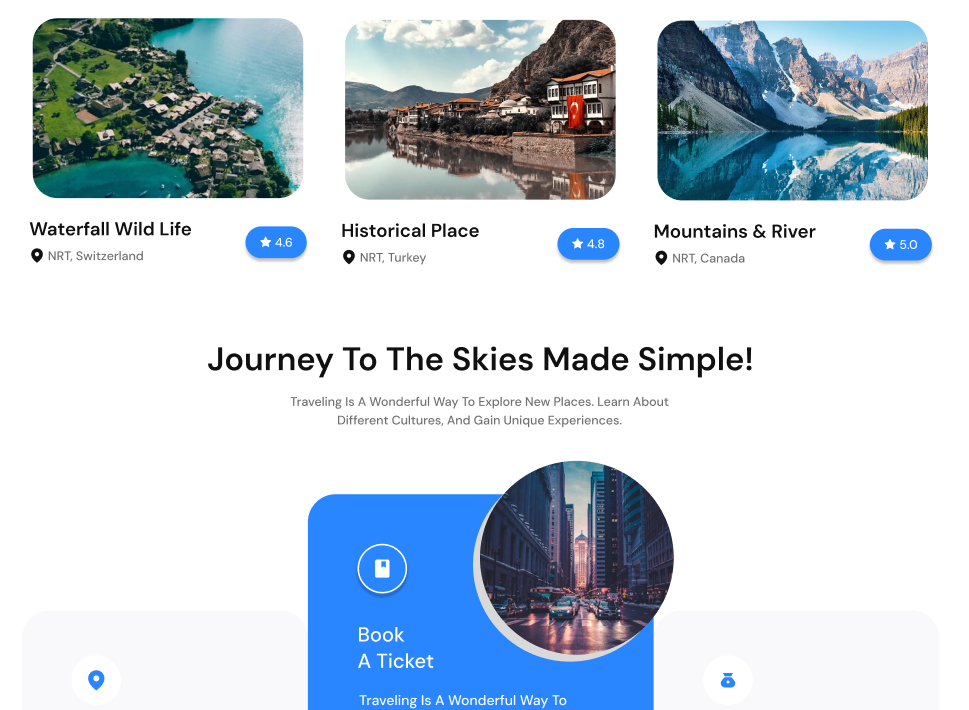 Waterfall Wild Life
NRT, Switzerland
4.6
Historical Place
NRT, Turkey
4.8
Mountains & River
NRT, Canada
5.0
Journey To The Skies Made Simple!
Traveling Is A Wonderful Way To Explore New Places. Learn About
Different Cultures, And Gain Unique Experiences.
Book
A Ticket
Traveling Is A Wonderful Way To